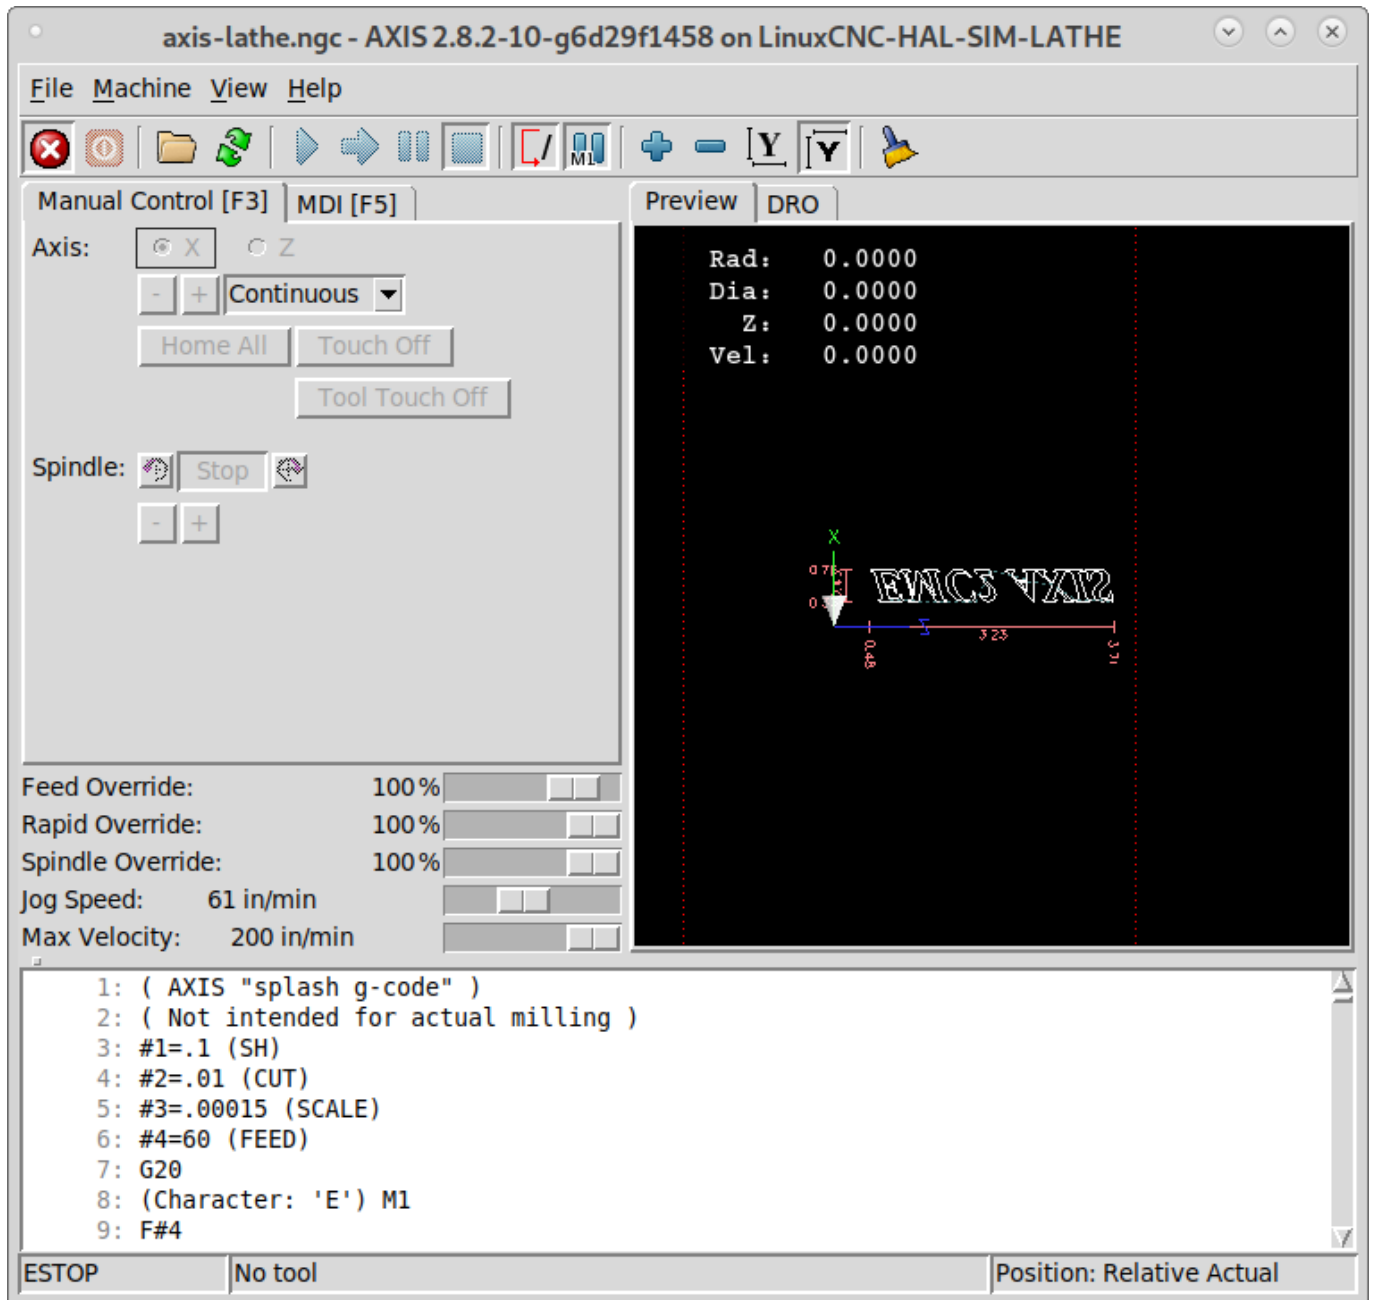 axis-lathe.ngc - AXIS 2.8.2-10-g6d29f1458 on LinuxCNC-HAL-SIM-LATHE
File Machine View Help
M1 Y Y
Manual Control [F3] MDI [F5]
Preview DRO
Axis: X Z
- + Continuous
Home All Touch Off
Tool Touch Off
Spindle: Stop
- +
Rad: 0.0000
Dia: 0.0000
Z: 0.0000
Vel: 0.0000
X
EMC2 AXIS
Z
3.23
0.48
3.71
Feed Override: 100%
Rapid Override: 100%
Spindle Override: 100%
Jog Speed: 61 in/min
Max Velocity: 200 in/min
1: ( AXIS "splash g-code" )
2: ( Not intended for actual milling )
3: #1=.1 (SH)
4: #2=.01 (CUT)
5: #3=.00015 (SCALE)
6: #4=60 (FEED)
7: G20
8: (Character: 'E') M1
9: F#4
ESTOP No tool Position: Relative Actual